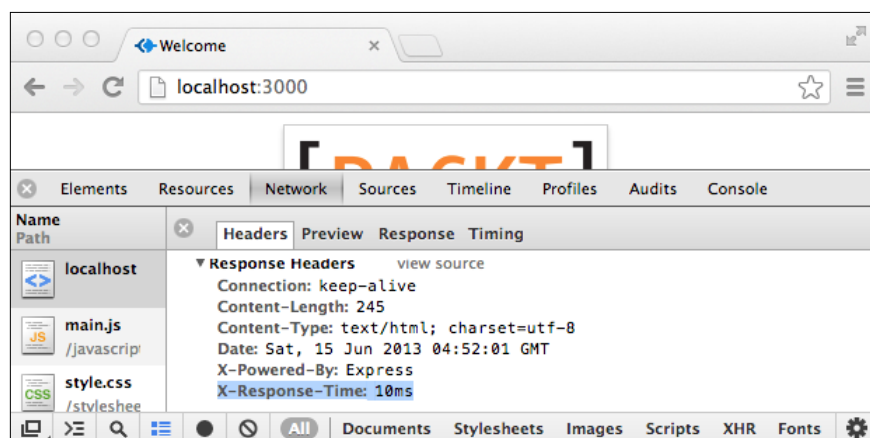 Welcome
localhost:3000
[PACKT]
Elements Resources Network Sources Timeline Profiles Audits Console
Name
Path
Headers Preview Response Timing
localhost
Response Headers view source
Connection: keep-alive
Content-Length: 245
Content-Type: text/html; charset=utf-8
main.js
/javascrip
Date: Sat, 15 Jun 2013 04:52:01 GMT
X-Powered-By: Express
style.css
/styleshee
X-Response-Time: 10ms
All Documents Stylesheets Images Scripts XHR Fonts